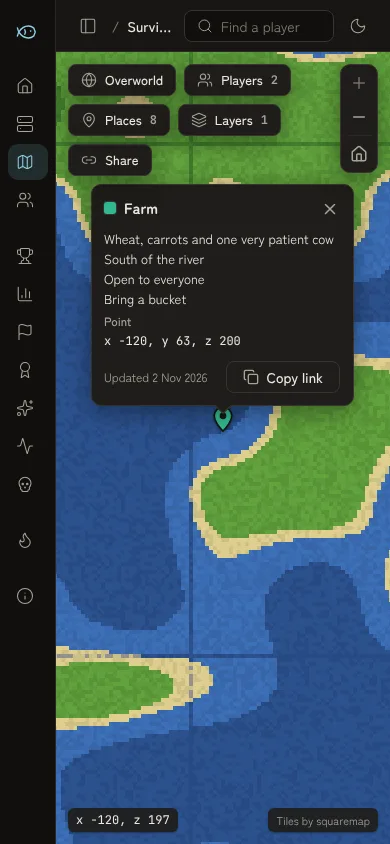 / Survi...
Find a player
Overworld
Players 2
Places 8
Layers 1
Share
Farm
Wheat, carrots and one very patient cow
South of the river
Open to everyone
Bring a bucket
Point
x -120, y 63, z 200
Updated 2 Nov 2026
Copy link
x -120, z 197
Tiles by squaremap